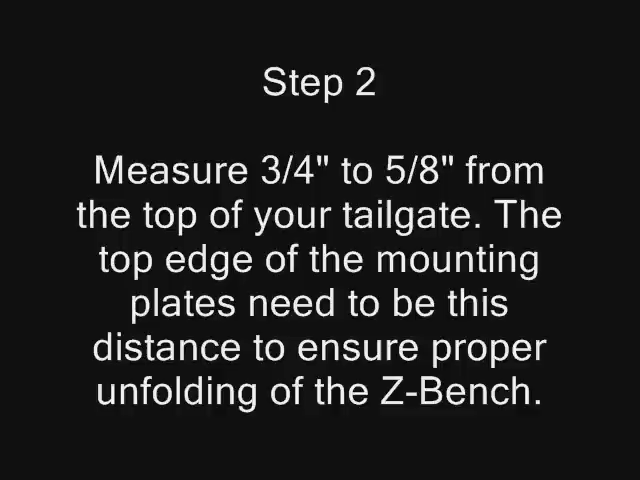 Step 2
Measure 3/4" to 5/8" from
the top of your tailgate. The
top edge of the mounting
plates need to be this
distance to ensure proper
unfolding of the Z-Bench.